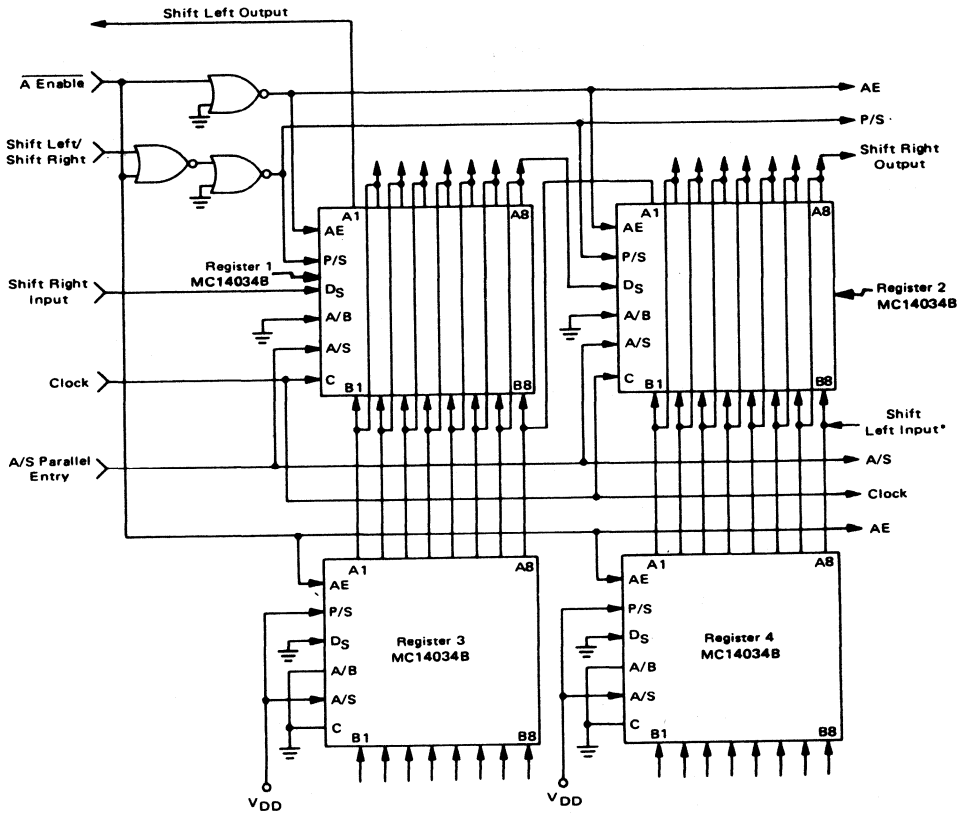 Shift Left Output
A Enable
AE
P/S
Shift Left/
Shift Right
Shift Right
Output
A1
A8
A1
A8
AE
AE
P/S
P/S
Register 1
MC14034B
Shift Right
Input
DS
DS
Register 2
MC14034B
A/B
A/B
A/S
A/S
Clock
C
C
B1
B8
B1
B8
Shift
Left Input*
A/S Parallel
Entry
A/S
Clock
AE
A1
A8
A1
A8
AE
AE
P/S
P/S
DS
DS
Register 3
MC14034B
Register 4
MC14034B
A/B
A/B
A/S
A/S
C
C
B1
B8
B1
B8
VDD
VDD